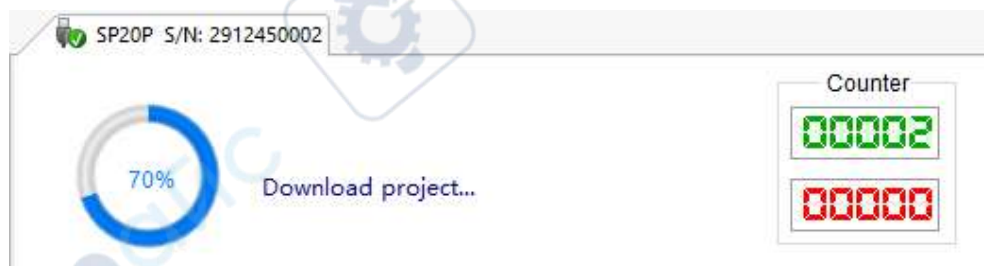 SP20P S/N: 2912450002
Counter
00002
70%
Download project...
00000